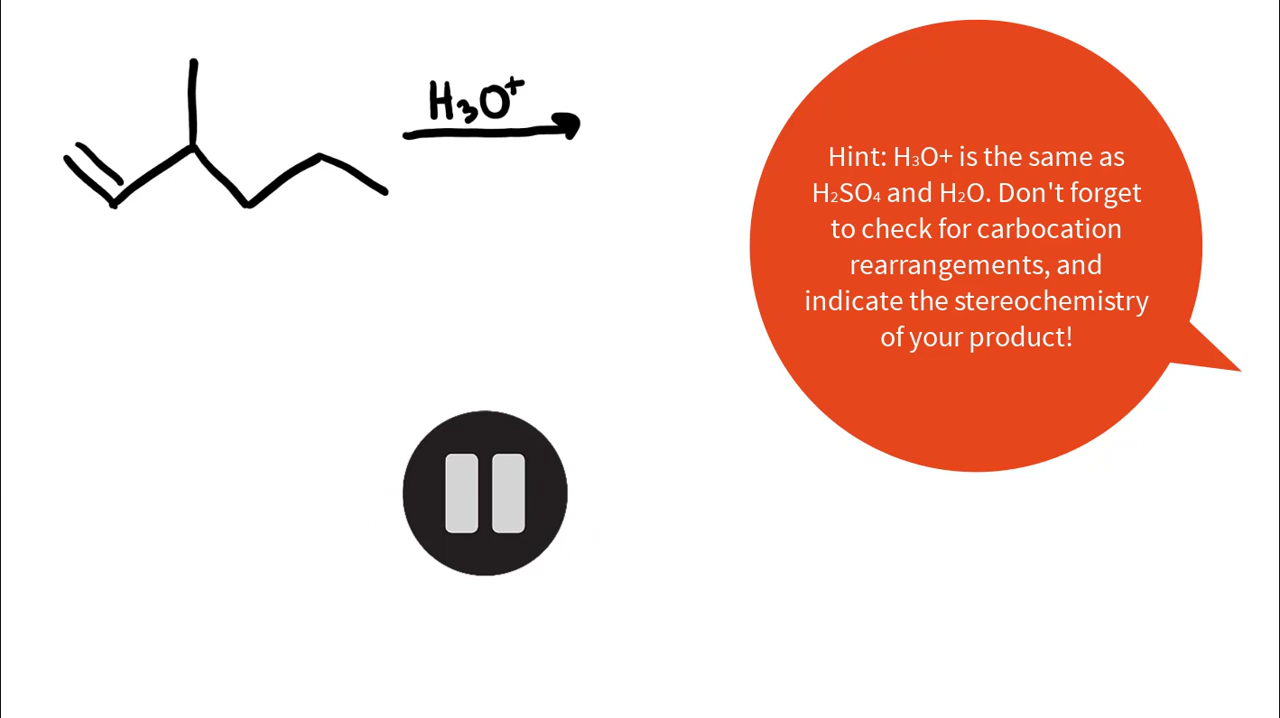 H₃O⁺
Hint: H₃O+ is the same as
H₂SO₄ and H₂O. Don't forget
to check for carbocation
rearrangements, and
indicate the stereochemistry
of your product!